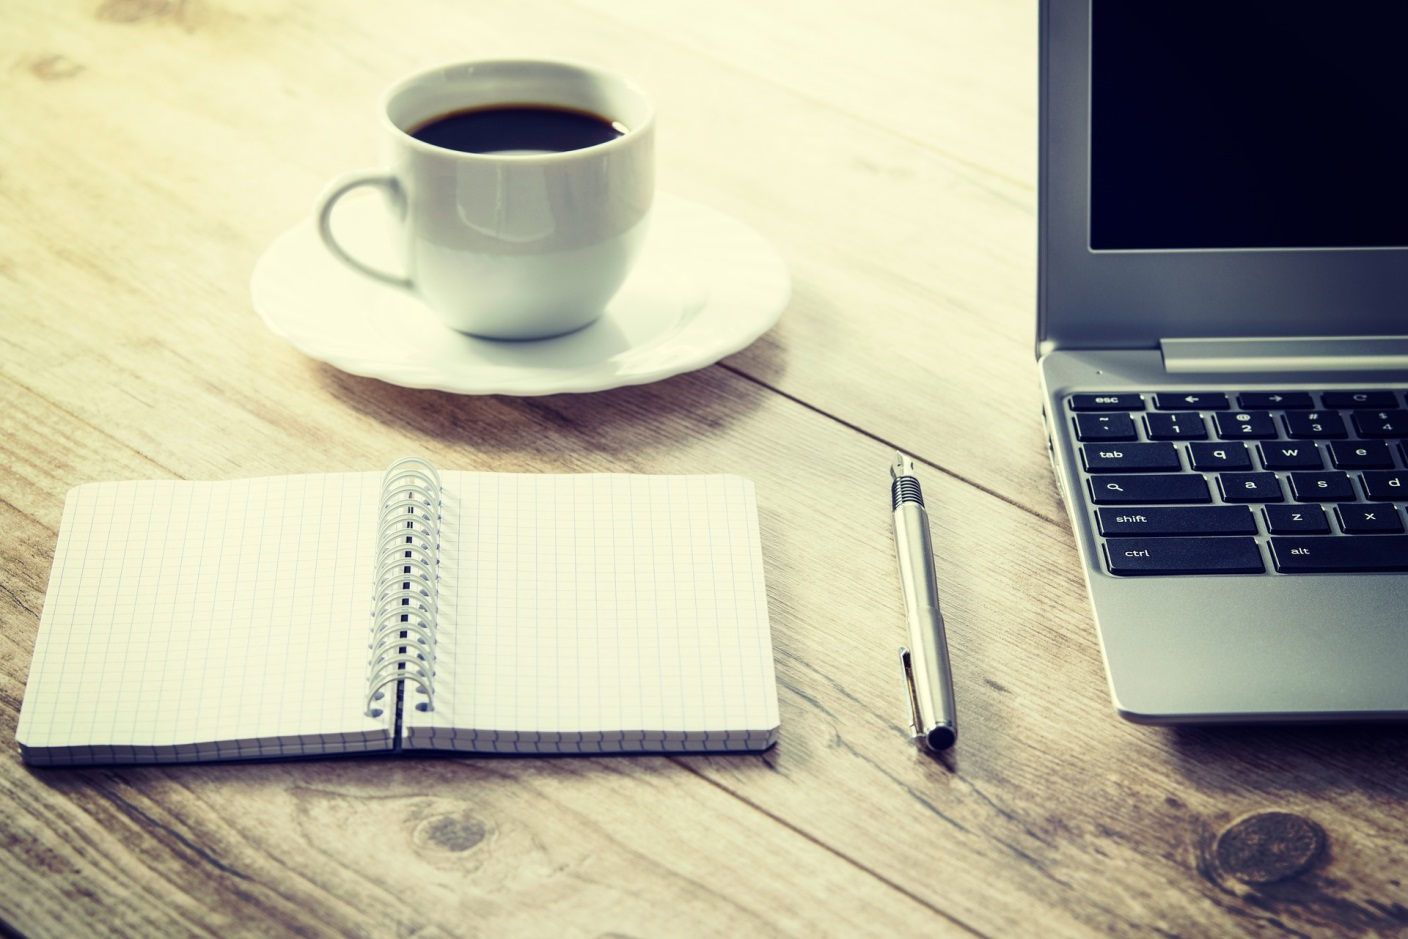 esc
~ ! @ # $
` 1 2 3 4
tab q w e
a s d
shift z x
ctrl alt